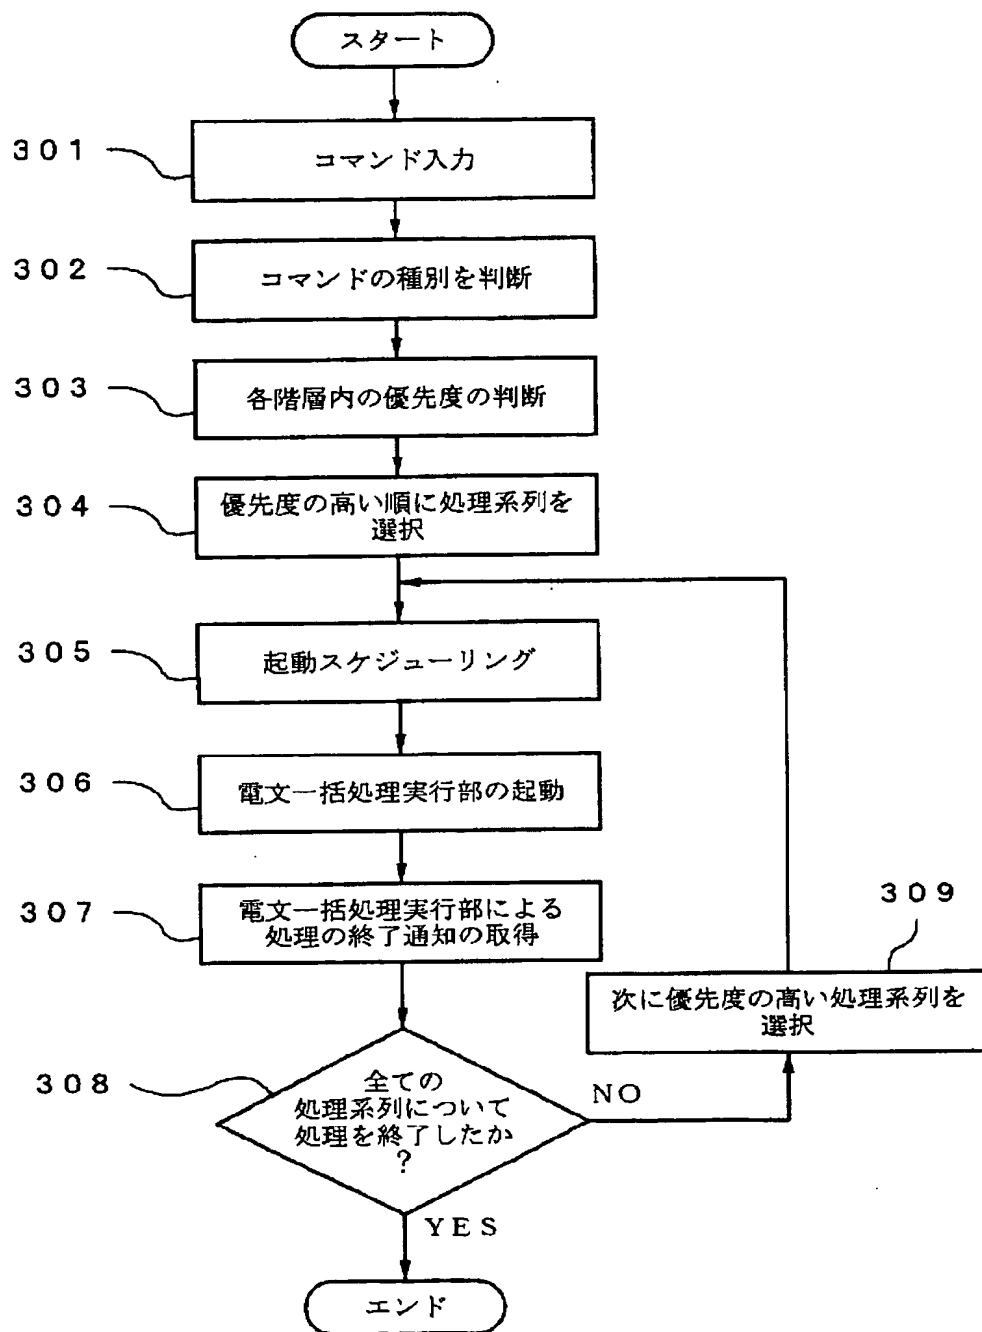 スタート
301
コマンド入力
302
コマンドの種別を判断
303
各階層内の優先度の判断
304
優先度の高い順に処理系列を
選択
305
起動スケジューリング
306
電文一括処理実行部の起動
307
電文一括処理実行部による
処理の終了通知の取得
309
次に優先度の高い処理系列を
選択
308
全ての
処理系列について
処理を終了したか
?
NO
YES
エンド